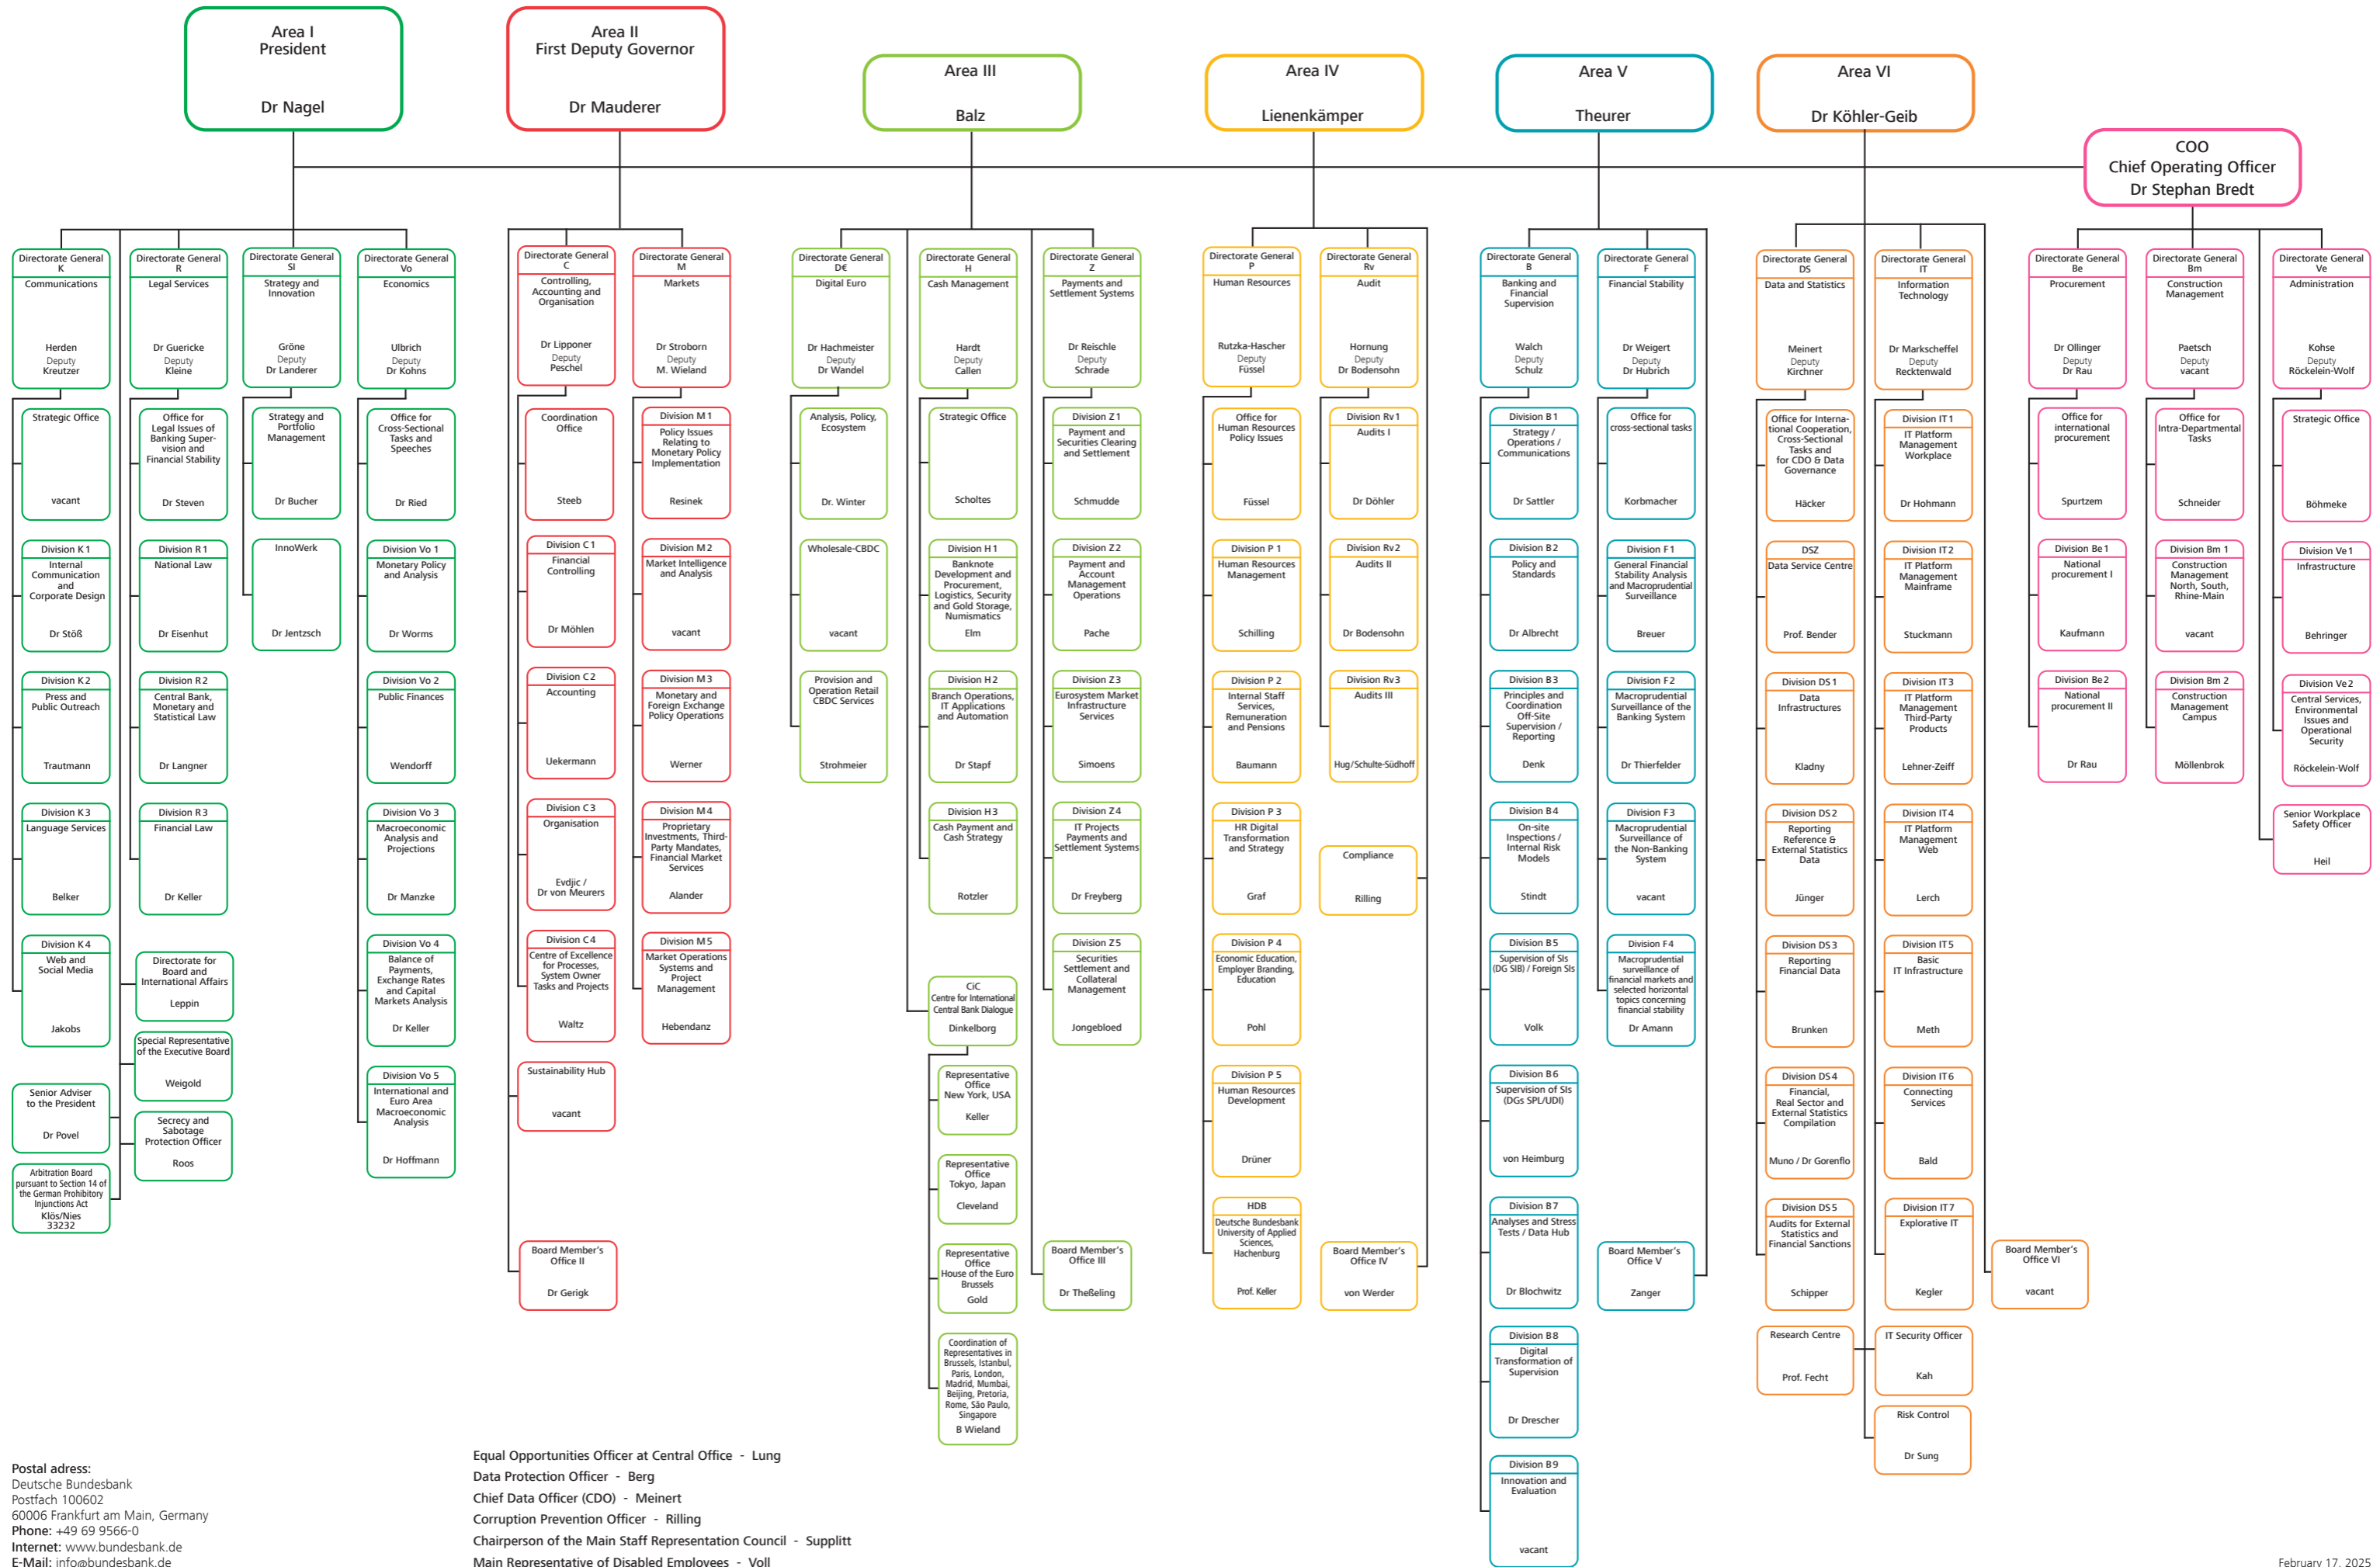 Area I
President
Dr Nagel
Area II
First Deputy Governor
Dr Mauderer
Area III
Balz
Area IV
Lienenkämper
Area V
Theurer
Area VI
Dr Köhler-Geib
COO
Chief Operating Officer
Dr Stephan Bredt
Directorate General
K
Communications
Herden
Deputy
Kreutzer
Strategic Office
vacant
Division K 1
Internal
Communication
and
Corporate Design
Dr Stöß
Division K 2
Press and
Public Outreach
Trautmann
Division K 3
Language Services
Belker
Division K 4
Web and
Social Media
Jakobs
Senior Adviser
to the President
Dr Povel
Arbitration Board
pursuant to Section 14 of
the German Prohibitory
Injunctions Act
Klös/Nies
33232
Directorate General
R
Legal Services
Dr Guericke
Deputy
Kleine
Office for
Legal Issues of
Banking Super-
vision and
Financial Stability
Dr Steven
Division R 1
National Law
Dr Eisenhut
Division R 2
Central Bank,
Monetary and
Statistical Law
Dr Langner
Division R 3
Financial Law
Dr Keller
Directorate for
Board and
International Affairs
Leppin
Special Representative
of the Executive Board
Weigold
Secrecy and
Sabotage
Protection Officer
Roos
Directorate General
SI
Strategy and
Innovation
Gröne
Deputy
Dr Landerer
Strategy and
Portfolio
Management
Dr Bucher
InnoWerk
Dr Jentzsch
Directorate General
Vo
Economics
Ulbrich
Deputy
Dr Kohns
Office for
Cross-Sectional
Tasks and
Speeches
Dr Ried
Division Vo 1
Monetary Policy
and Analysis
Dr Worms
Division Vo 2
Public Finances
Wendorff
Division Vo 3
Macroeconomic
Analysis and
Projections
Dr Manzke
Division Vo 4
Balance of
Payments,
Exchange Rates
and Capital
Markets Analysis
Dr Keller
Division Vo 5
International and
Euro Area
Macroeconomic
Analysis
Dr Hoffmann
Directorate General
C
Controlling,
Accounting and
Organisation
Dr Lipponer
Deputy
Peschel
Coordination
Office
Steeb
Division C 1
Financial
Controlling
Dr Möhlen
Division C 2
Accounting
Uekermann
Division C 3
Organisation
Evdjic /
Dr von Meurers
Division C 4
Centre of Excellence
for Processes,
System Owner
Tasks and Projects
Waltz
Sustainability Hub
vacant
Board Member's
Office II
Dr Gerigk
Directorate General
M
Markets
Dr Stroborn
Deputy
M. Wieland
Division M 1
Policy Issues
Relating to
Monetary Policy
Implementation
Resinek
Division M 2
Market Intelligence
and Analysis
vacant
Division M 3
Monetary and
Foreign Exchange
Policy Operations
Werner
Division M 4
Proprietary
Investments, Third-
Party Mandates,
Financial Market
Services
Alander
Division M 5
Market Operations
Systems and
Project
Management
Hebendanz
Directorate General
D€
Digital Euro
Dr Hachmeister
Deputy
Dr Wandel
Analysis, Policy,
Ecosystem
Dr. Winter
Wholesale-CBDC
vacant
Provision and
Operation Retail
CBDC Services
Strohmeier
Directorate General
H
Cash Management
Hardt
Deputy
Callen
Strategic Office
Scholtes
Division H 1
Banknote
Development and
Procurement,
Logistics, Security
and Gold Storage,
Numismatics
Elm
Division H 2
Branch Operations,
IT Applications
and Automation
Dr Stapf
Division H 3
Cash Payment and
Cash Strategy
Rotzler
CiC
Centre for International
Central Bank Dialogue
Dinkelborg
Representative
Office
New York, USA
Keller
Representative
Office
Tokyo, Japan
Cleveland
Representative
Office
House of the Euro
Brussels
Gold
Coordination of
Representatives in
Brussels, Istanbul,
Paris, London,
Madrid, Mumbai,
Beijing, Pretoria,
Rome, São Paulo,
Singapore
B Wieland
Directorate General
Z
Payments and
Settlement Systems
Dr Reischle
Deputy
Schrade
Division Z 1
Payment and
Securities Clearing
and Settlement
Schmudde
Division Z 2
Payment and
Account
Management
Operations
Pache
Division Z 3
Eurosystem Market
Infrastructure
Services
Simoens
Division Z 4
IT Projects
Payments and
Settlement Systems
Dr Freyberg
Division Z 5
Securities
Settlement and
Collateral
Management
Jongebloed
Board Member's
Office III
Dr Theßeling
Directorate General
P
Human Resources
Rutzka-Hascher
Deputy
Füssel
Office for
Human Resources
Policy Issues
Füssel
Division P 1
Human Resources
Management
Schilling
Division P 2
Internal Staff
Services,
Remuneration
and Pensions
Baumann
Division P 3
HR Digital
Transformation
and Strategy
Graf
Division P 4
Economic Education,
Employer Branding,
Education
Pohl
Division P 5
Human Resources
Development
Drüner
HDB
Deutsche Bundesbank
University of Applied
Sciences,
Hachenburg
Prof. Keller
Directorate General
Rv
Audit
Hornung
Deputy
Dr Bodensohn
Division Rv 1
Audits I
Dr Döhler
Division Rv 2
Audits II
Dr Bodensohn
Division Rv 3
Audits III
Hug/Schulte-Südhoff
Compliance
Rilling
Board Member's
Office IV
von Werder
Directorate General
B
Banking and
Financial
Supervision
Walch
Deputy
Schulz
Division B 1
Strategy /
Operations /
Communications
Dr Sattler
Division B 2
Policy and
Standards
Dr Albrecht
Division B 3
Principles and
Coordination
Off-Site
Supervision /
Reporting
Denk
Division B 4
On-site
Inspections /
Internal Risk
Models
Stindt
Division B 5
Supervision of SIs
(DG SIB) / Foreign SIs
Volk
Division B 6
Supervision of SIs
(DGs SPL/UDI)
von Heimburg
Division B 7
Analyses and Stress
Tests / Data Hub
Dr Blochwitz
Division B 8
Digital
Transformation of
Supervision
Dr Drescher
Division B 9
Innovation and
Evaluation
vacant
Directorate General
F
Financial Stability
Dr Weigert
Deputy
Dr Hubrich
Office for
cross-sectional tasks
Korbmacher
Division F 1
General Financial
Stability Analysis
and Macroprudential
Surveillance
Breuer
Division F 2
Macroprudential
Surveillance of the
Banking System
Dr Thierfelder
Division F 3
Macroprudential
Surveillance of
the Non-Banking
System
vacant
Division F 4
Macroprudential
surveillance of
financial markets and
selected horizontal
topics concerning
financial stability
Dr Amann
Board Member's
Office V
Zanger
Directorate General
DS
Data and Statistics
Meinert
Deputy
Kirchner
Office for Interna-
tional Cooperation,
Cross-Sectional
Tasks and
for CDO & Data
Governance
Häcker
DSZ
Data Service Centre
Prof. Bender
Division DS 1
Data
Infrastructures
Kladny
Division DS 2
Reporting
Reference &
External Statistics
Data
Jünger
Division DS 3
Reporting
Financial Data
Brunken
Division DS 4
Financial,
Real Sector and
External Statistics
Compilation
Muno / Dr Gorenflo
Division DS 5
Audits for External
Statistics and
Financial Sanctions
Schipper
Research Centre
Prof. Fecht
Directorate General
IT
Information
Technology
Dr Markscheffel
Deputy
Recktenwald
Division IT 1
IT Platform
Management
Workplace
Dr Hohmann
Division IT 2
IT Platform
Management
Mainframe
Stuckmann
Division IT 3
IT Platform
Management
Third-Party
Products
Lehner-Zeiff
Division IT 4
IT Platform
Management
Web
Lerch
Division IT 5
Basic
IT Infrastructure
Meth
Division IT 6
Connecting
Services
Bald
Division IT 7
Explorative IT
Kegler
IT Security Officer
Kah
Risk Control
Dr Sung
Board Member's
Office VI
vacant
Directorate General
Be
Procurement
Dr Ollinger
Deputy
Dr Rau
Office for
international
procurement
Spurtzem
Division Be 1
National
procurement I
Kaufmann
Division Be 2
National
procurement II
Dr Rau
Directorate General
Bm
Construction
Management
Paetsch
Deputy
vacant
Office for
Intra-Departmental
Tasks
Schneider
Division Bm 1
Construction
Management
North, South,
Rhine-Main
vacant
Division Bm 2
Construction
Management
Campus
Möllenbrok
Directorate General
Ve
Administration
Kohse
Deputy
Röckelein-Wolf
Strategic Office
Böhmeke
Division Ve 1
Infrastructure
Behringer
Division Ve 2
Central Services,
Environmental
Issues and
Operational
Security
Röckelein-Wolf
Senior Workplace
Safety Officer
Heil
Postal adress:
Deutsche Bundesbank
Postfach 100602
60006 Frankfurt am Main, Germany
Phone: +49 69 9566-0
Internet: www.bundesbank.de
E-Mail: info@bundesbank.de
Equal Opportunities Officer at Central Office - Lung
Data Protection Officer - Berg
Chief Data Officer (CDO) - Meinert
Corruption Prevention Officer - Rilling
Chairperson of the Main Staff Representation Council - Supplitt
Main Representative of Disabled Employees - Voll
February 17, 2025